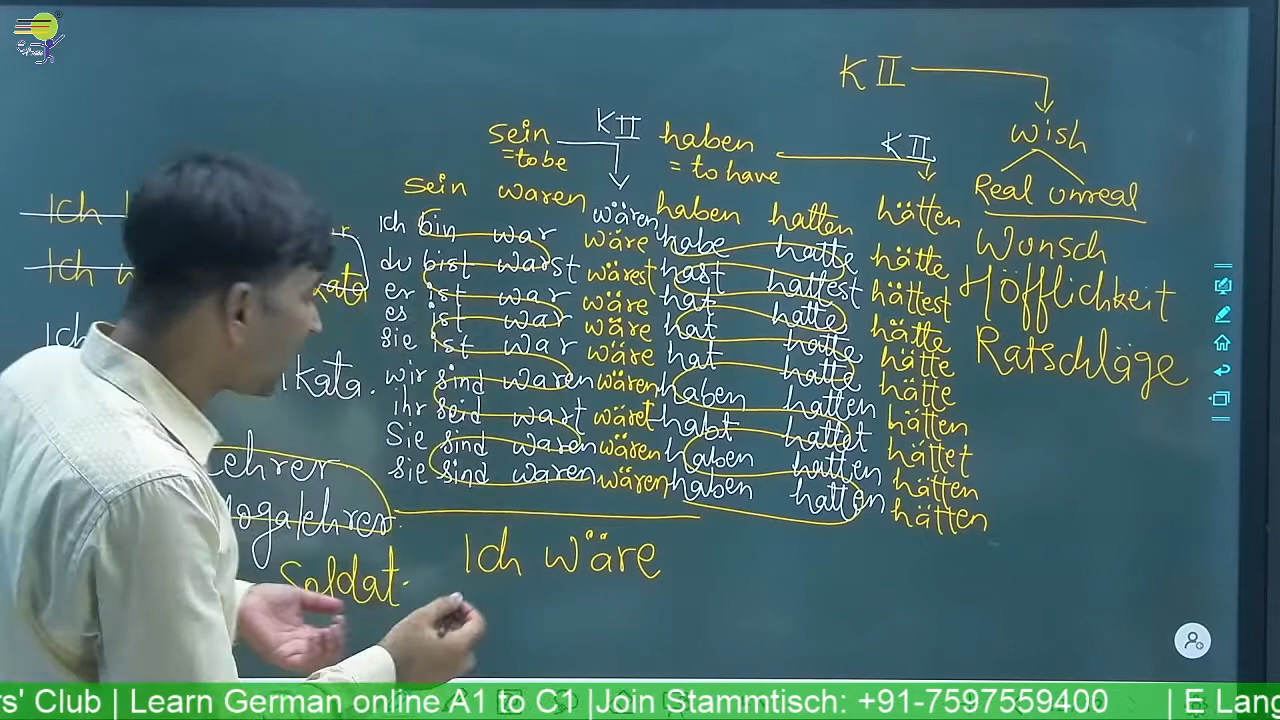 K II
wish
Real unreal
Wunsch
Höfflichkeit
Ratschläge
sein K II haben K II
=to be = to have
sein waren wären haben hatten hätten
Ich bin war wäre habe hatte hätte
du bist warst wärest hast hattest hättest
er ist war wäre hat hatte hätte
es ist war wäre hat hatte hätte
sie ist war wäre hat hatte hätte
wir sind waren wären haben hatten hätten
ihr seid wart wäret habt hattet hättet
Sie sind waren wären haben hatten hätten
sie sind waren wären haben hatten hätten
Ich
Ich
Ich
ikata.
Lehrer
Yogalehrer
Soldat.
Ich wäre
rs' Club | Learn German online A1 to C1 |Join Stammtisch: +91-7597559400 | E Lang